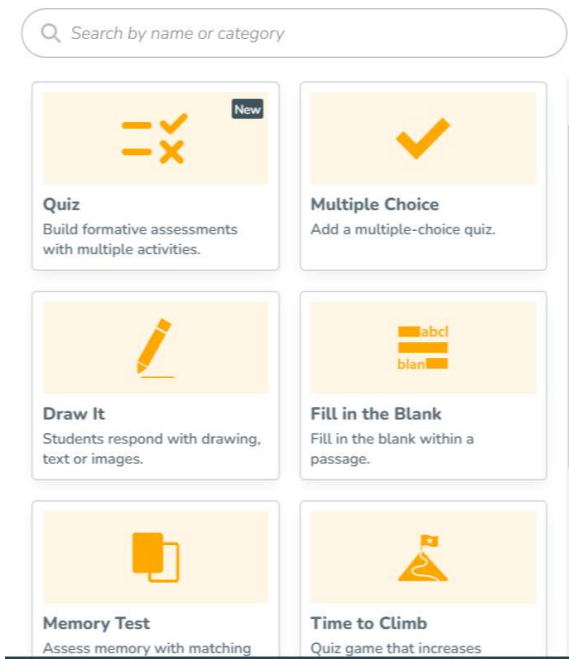 Search by name or category
New
Quiz
Build formative assessments
with multiple activities.
Multiple Choice
Add a multiple-choice quiz.
Draw It
Students respond with drawing,
text or images.
abcl
blan
Fill in the Blank
Fill in the blank within a
passage.
Memory Test
Assess memory with matching
Time to Climb
Quiz game that increases